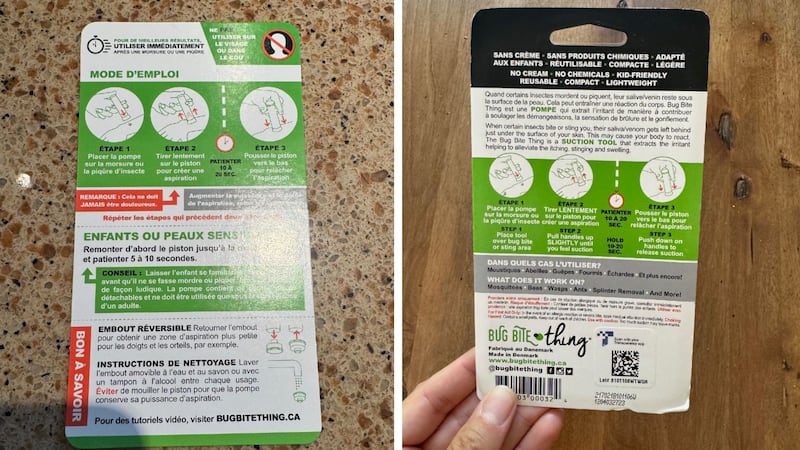 POUR DE MEILLEURS RÉSULTATS,
UTILISER IMMÉDIATEMENT
APRÈS UNE MORSURE OU UNE PIQÛRE
NE
UTILISER SUR
LE VISAGE
OU DANS
LE COU
MODE D'EMPLOI
ÉTAPE 1
Placer la pompe
sur la morsure ou
la piqûre d'insecte
ÉTAPE 2
Tirer lentement
sur le piston
pour créer une
aspiration
PATIENTER
10 À
20 SEC.
ÉTAPE 3
Pousser le piston
vers le bas
pour relâcher
l'aspiration
REMARQUE : Cela ne doit
JAMAIS être douloureux.
Augmenter la
de l'aspiration,
Répéter les étapes qui précèdent deux
ENFANTS OU PEAUX SENS
Remonter d'abord le piston jusqu'à la
et patienter 5 à 10 secondes.
CONSEIL : Laisser l'enfant se
avant qu'il ne se fasse mordre ou
de façon ludique. La pompe contient
détachables et ne doit être utilisée que
d'un adulte.
BON À SAVOIR
EMBOUT RÉVERSIBLE Retourner l'embout
pour obtenir une zone d'aspiration plus petite
pour les doigts et les orteils, par exemple.
INSTRUCTIONS DE NETTOYAGE Laver
l'embout amovible à l'eau et au savon ou avec
un tampon à l'alcool entre chaque usage.
Éviter de mouiller le piston pour que la pompe
conserve sa puissance d'aspiration.
Pour des tutoriels vidéo, visiter BUGBITETHING.CA
SANS CRÈME · SANS PRODUITS CHIMIQUES · ADAPTÉ
AUX ENFANTS · RÉUTILISABLE · COMPACTE · LÉGÈRE
NO CREAM · NO CHEMICALS · KID-FRIENDLY
REUSABLE · COMPACT · LIGHTWEIGHT
Quand certains insectes mordent ou piquent, leur salive/venin reste sous
la surface de la peau. Cela peut entraîner une réaction du corps. Bug Bite
Thing est une POMPE qui extrait l'irritant de manière à contribuer
à soulager les démangeaisons, la sensation de brûlure et le gonflement.
When certain insects bite or sting you, their saliva/venom gets left behind
just under the surface of your skin. This may cause your body to react.
The Bug Bite Thing is a SUCTION TOOL that extracts the irritant
helping to alleviate the itching, stinging and swelling.
ÉTAPE 1
Placer la pompe
sur la morsure ou
la piqûre d'insecte
ÉTAPE 2
Tirer LENTEMENT
sur le piston pour
créer une aspiration
PATIENTER
10 À 20 SEC.
ÉTAPE 3
Pousser le piston
vers le bas pour
relâcher l'aspiration
STEP 1
Place tool
over bug bite
or sting area
STEP 2
Pull handles up
SLIGHTLY until
you feel suction
HOLD
10-20 SEC.
STEP 3
Push down on
handles to
release suction
DANS QUELS CAS L'UTILISER?
Moustiques · Abeilles · Guêpes · Fourmis · Échardes · Et plus encore!
WHAT DOES IT WORK ON?
Mosquitoes · Bees · Wasps · Ants · Splinter Removal · And More!
BUG BITE thing
Fabriqué au Danemark
Made in Denmark
www.bugbitething.ca
@bugbitething
Scan with your
Transparency app